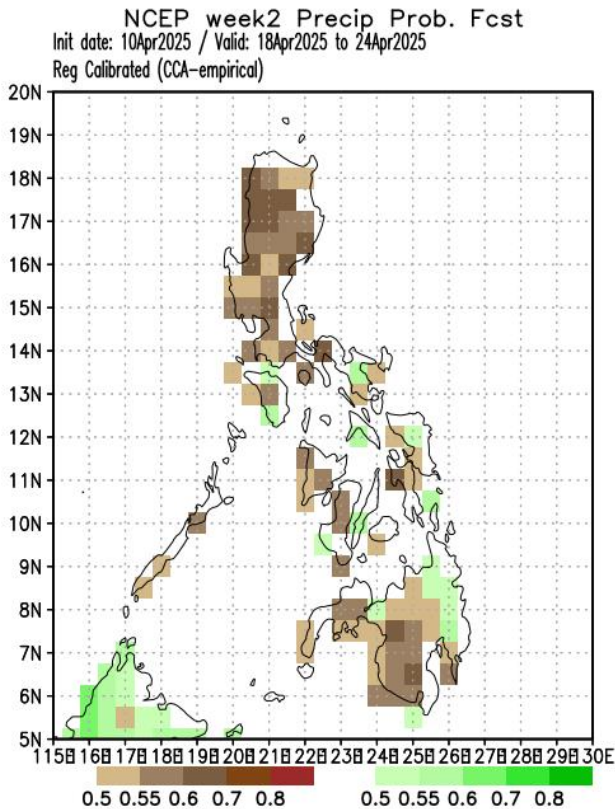 NCEP week2 Precip Prob. Fcst
Init date: 10Apr2025 / Valid: 18Apr2025 to 24Apr2025
Reg Calibrated (CCA-empirical)
20N
19N
18N
17N
16N
15N
14N
13N
12N
11N
10N
9N
8N
7N
6N
5N
115E 116E 117E 118E 119E 120E 121E 122E 123E 124E 125E 126E 127E 128E 129E 130E
0.5 0.55 0.6 0.7 0.8 0.5 0.55 0.6 0.7 0.8